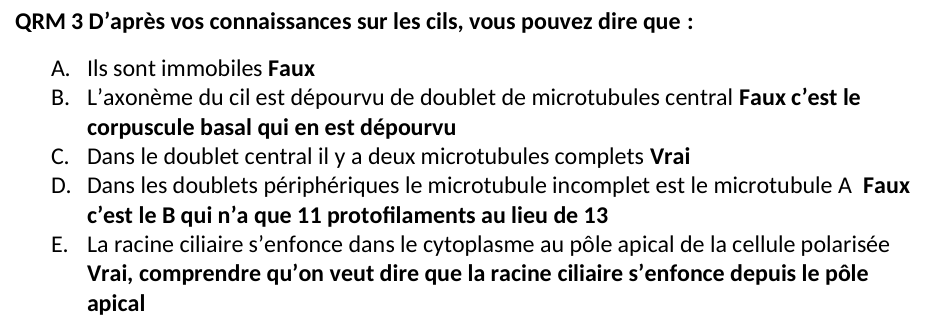 QRM 3 D’après vos connaissances sur les cils, vous pouvez dire que :
A. Ils sont immobiles Faux
B. L’axonème du cil est dépourvu de doublet de microtubules central Faux c’est le
corpuscule basal qui en est dépourvu
C. Dans le doublet central il y a deux microtubules complets Vrai
D. Dans les doublets périphériques le microtubule incomplet est le microtubule A Faux
c’est le B qui n’a que 11 protofilaments au lieu de 13
E. La racine ciliaire s’enfonce dans le cytoplasme au pôle apical de la cellule polarisée
Vrai, comprendre qu’on veut dire que la racine ciliaire s’enfonce depuis le pôle
apical